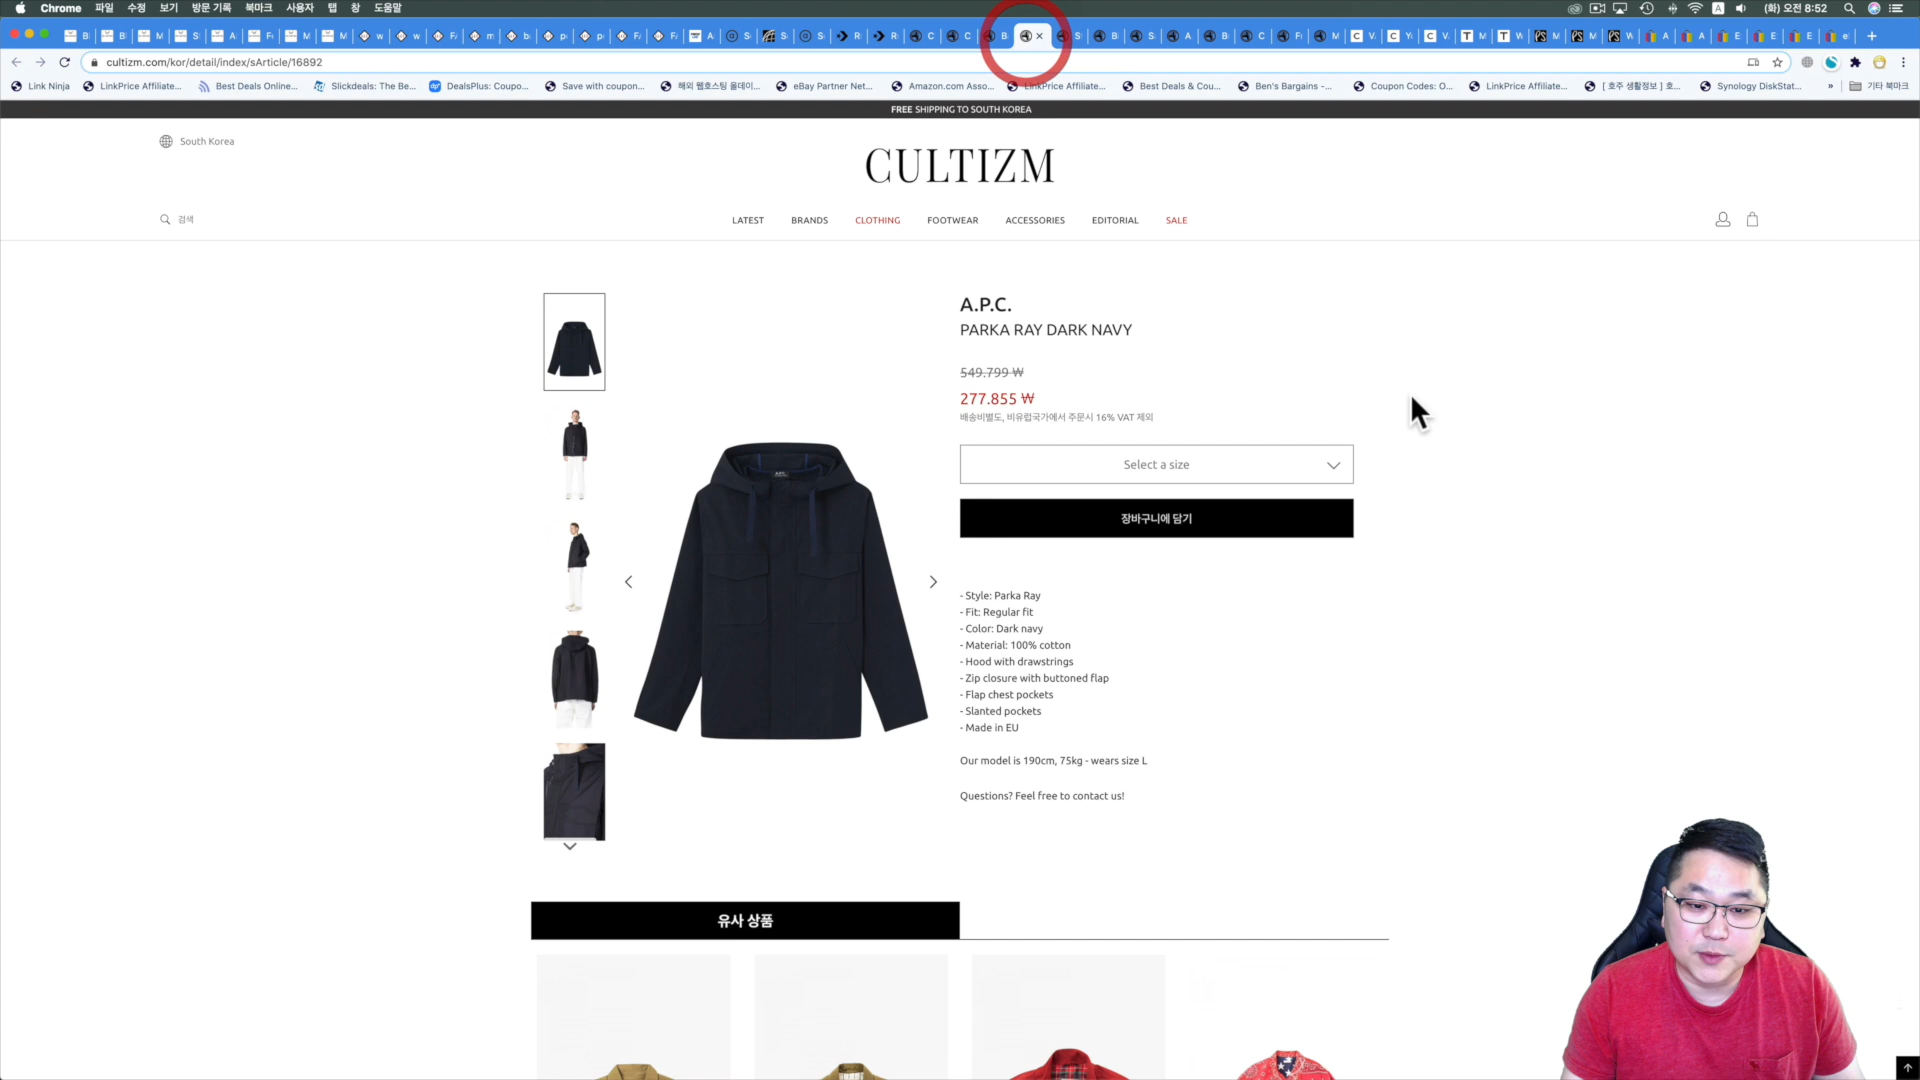 Chrome 파일 수정 보기 방문 기록 북마크 사용자 탭 창 도움말 (화) 오전 8:52
cultizm.com/kor/detail/index/sArticle/16892
Link Ninja LinkPrice Affiliate... Best Deals Online... Slickdeals: The Be... DealsPlus: Coupo... Save with coupon... 해외 웹호스팅 올데이... eBay Partner Net... Amazon.com Asso... LinkPrice Affiliate... Best Deals & Cou... Ben's Bargains -... Coupon Codes: O... LinkPrice Affiliate... [ 호주 생활정보 ] 호... Synology DiskStat... » 기타 북마크
FREE SHIPPING TO SOUTH KOREA
South Korea
CULTIZM
검색
LATEST BRANDS CLOTHING FOOTWEAR ACCESSORIES EDITORIAL SALE
A.P.C.
PARKA RAY DARK NAVY
549.799 ₩
277.855 ₩
배송비별도, 비유럽국가에서 주문시 16% VAT 제외
Select a size
장바구니에 담기
- Style: Parka Ray
- Fit: Regular fit
- Color: Dark navy
- Material: 100% cotton
- Hood with drawstrings
- Zip closure with buttoned flap
- Flap chest pockets
- Slanted pockets
- Made in EU
Our model is 190cm, 75kg - wears size L
Questions? Feel free to contact us!
유사 상품